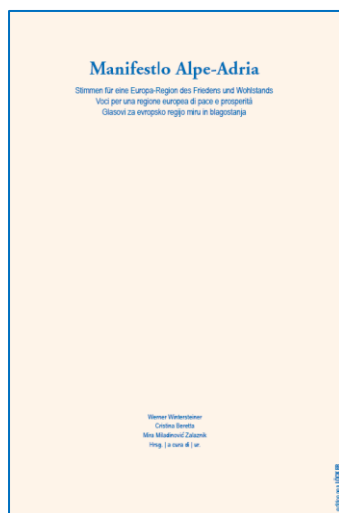 Manifest|o Alpe-Adria
Stimmen für eine Europa-Region des Friedens und Wohlstands
Voci per una regione europea di pace e prosperità
Glasovi za evropsko regijo miru in blagostanja
Werner Wintersteiner
Cristina Beretta
Mira Miladinović Zalaznik
Hrsg. | a cura di | ur.